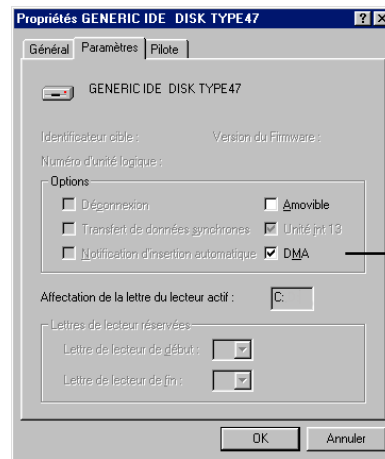 Propriétés GENERIC IDE DISK TYPE47
Général Paramètres Pilote
GENERIC IDE DISK TYPE47
Identificateur cible : Version du Firmware :
Numéro d'unité logique :
Options
Déconnexion Amovible
Transfert de données synchrones Unité int 13
Notification d'insertion automatique DMA
Affectation de la lettre du lecteur actif : C:
Lettres de lecteur réservées
Lettre de lecteur de début :
Lettre de lecteur de fin :
OK Annuler